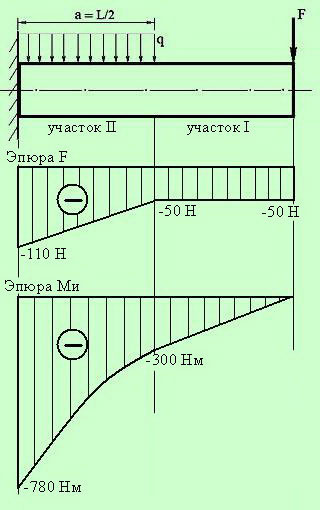 a = L/2
F
q
участок II
участок I
Эпюра F
-50 Н
-50 Н
-110 Н
Эпюра Ми
-300 Нм
-780 Нм